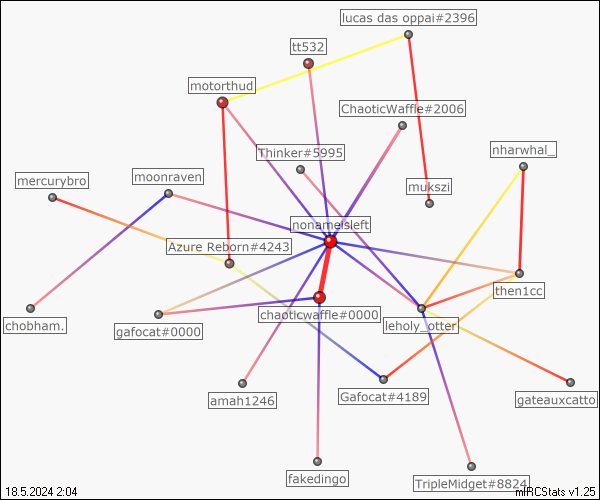 lucas das oppai#2396
tt532
motorthud
ChaoticWaffle#2006
Thinker#5995
nharwhal_
moonraven
mercurybro
mukszi
nonameisleft
Azure Reborn#4243
then1cc
chaoticwaffle#0000
chobham.
gafocat#0000
leholy_otter
amah1246
Gafocat#4189
gateauxcatto
fakedingo
TripleMidget#8824
18.5.2024 2:04
mIRCStats v1.25